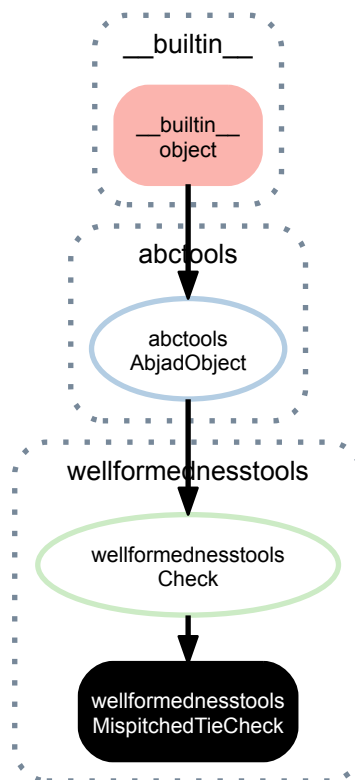 __builtin__
__builtin__
object
abctools
abctools
AbjadObject
wellformednesstools
wellformednesstools
Check
wellformednesstools
MispitchedTieCheck